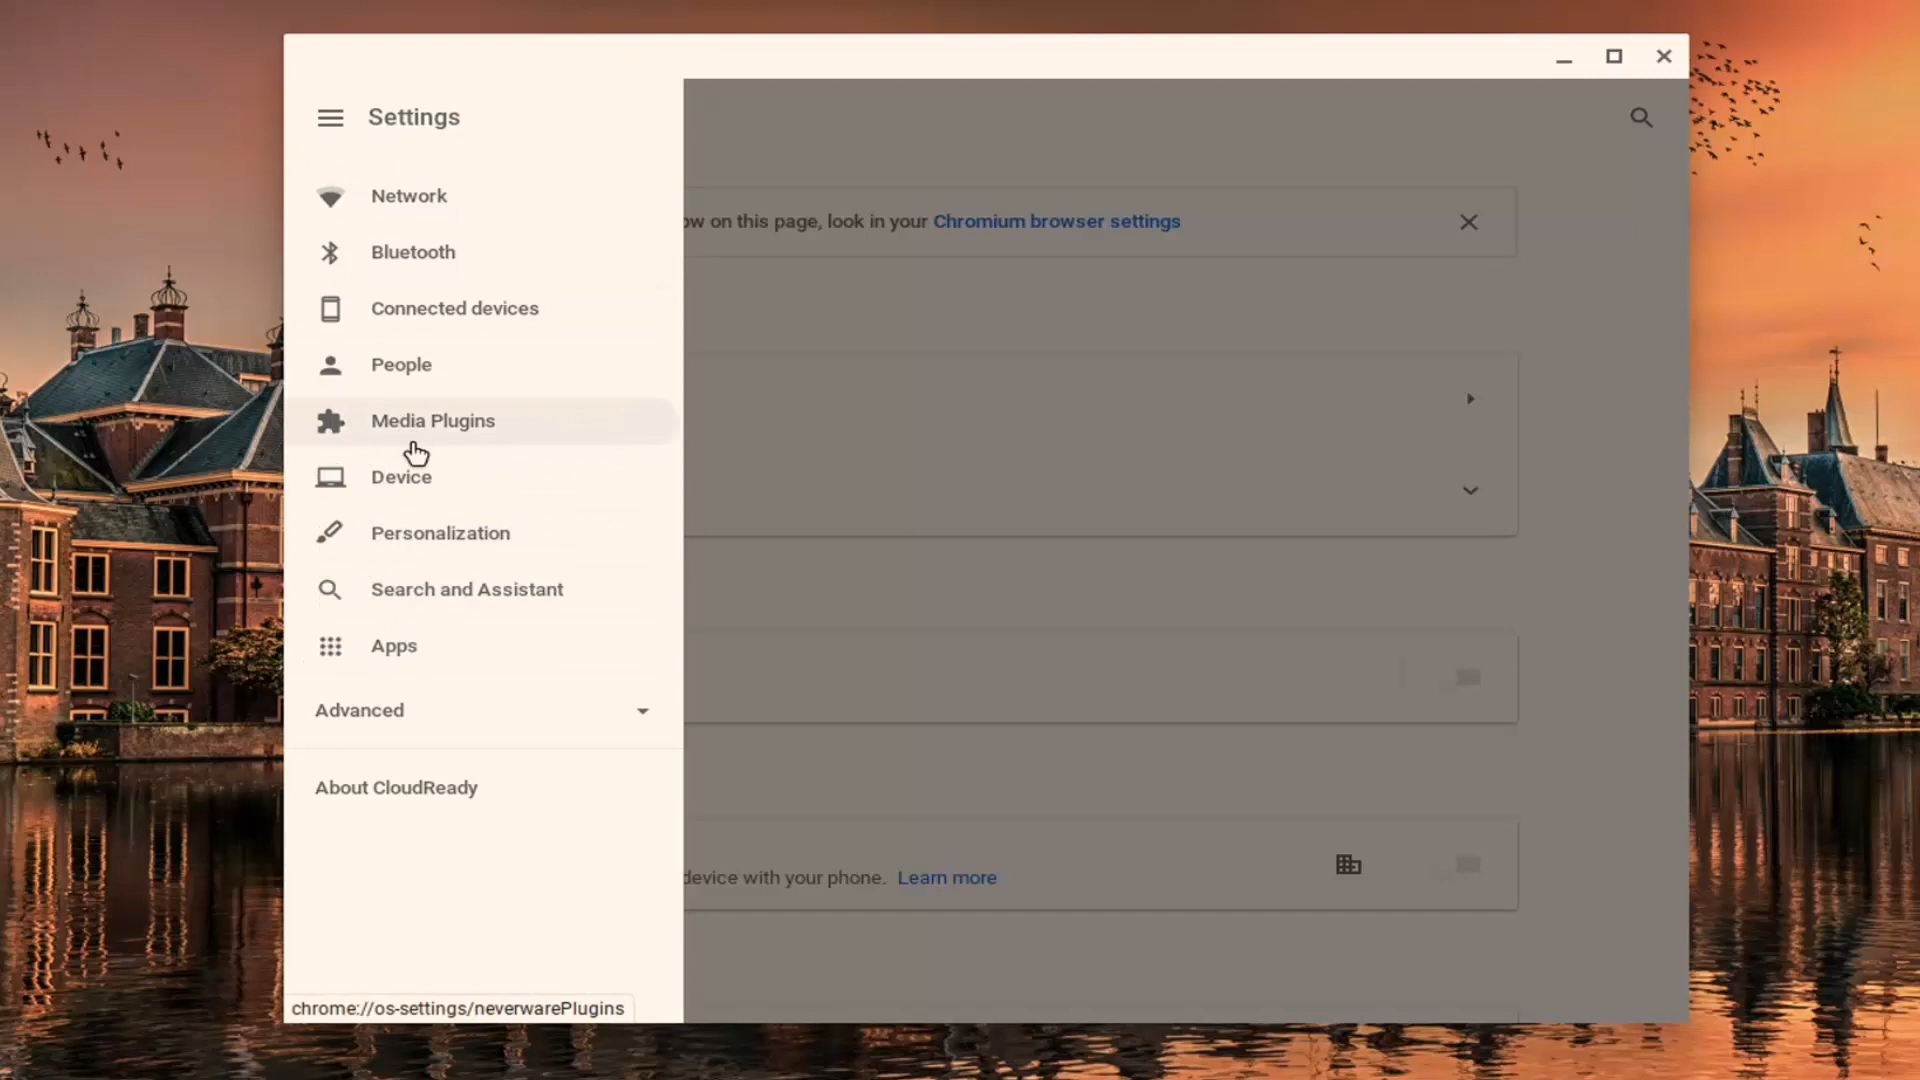 Settings
Network
Bluetooth
Connected devices
People
Media Plugins
Device
Personalization
Search and Assistant
Apps
Advanced
About CloudReady
chrome://os-settings/neverwarePlugins
on this page, look in your Chromium browser settings
device with your phone. Learn more